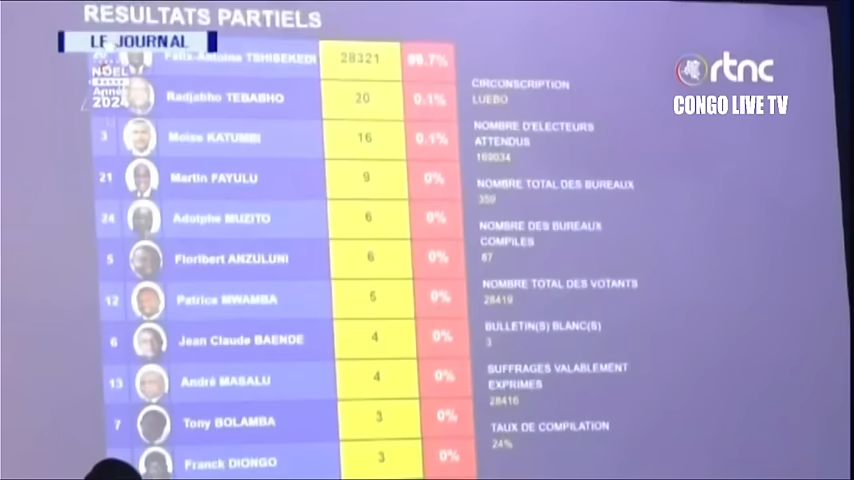 RESULTATS PARTIELS
LE JOURNAL
NOËL
Année
2024
Félix-Antoine TSHISEKEDI 28321 99.7%
Radjabho TEBABHO 20 0.1%
3 Moïse KATUMBI 16 0.1%
21 Martin FAYULU 9 0%
24 Adolphe MUZITO 6 0%
5 Floribert ANZULUNI 6 0%
12 Patrice MWAMBA 5 0%
6 Jean Claude BAENDE 4 0%
13 André MASALU 4 0%
7 Tony BOLAMBA 3 0%
Franck DIONGO 3 0%
rtnc
CONGO LIVE TV
CIRCONSCRIPTION
LUEBO
NOMBRE D'ELECTEURS
ATTENDUS
169034
NOMBRE TOTAL DES BUREAUX
359
NOMBRE DES BUREAUX
COMPILES
87
NOMBRE TOTAL DES VOTANTS
28419
BULLETIN(S) BLANC(S)
3
SUFFRAGES VALABLEMENT
EXPRIMES
28416
TAUX DE COMPILATION
24%